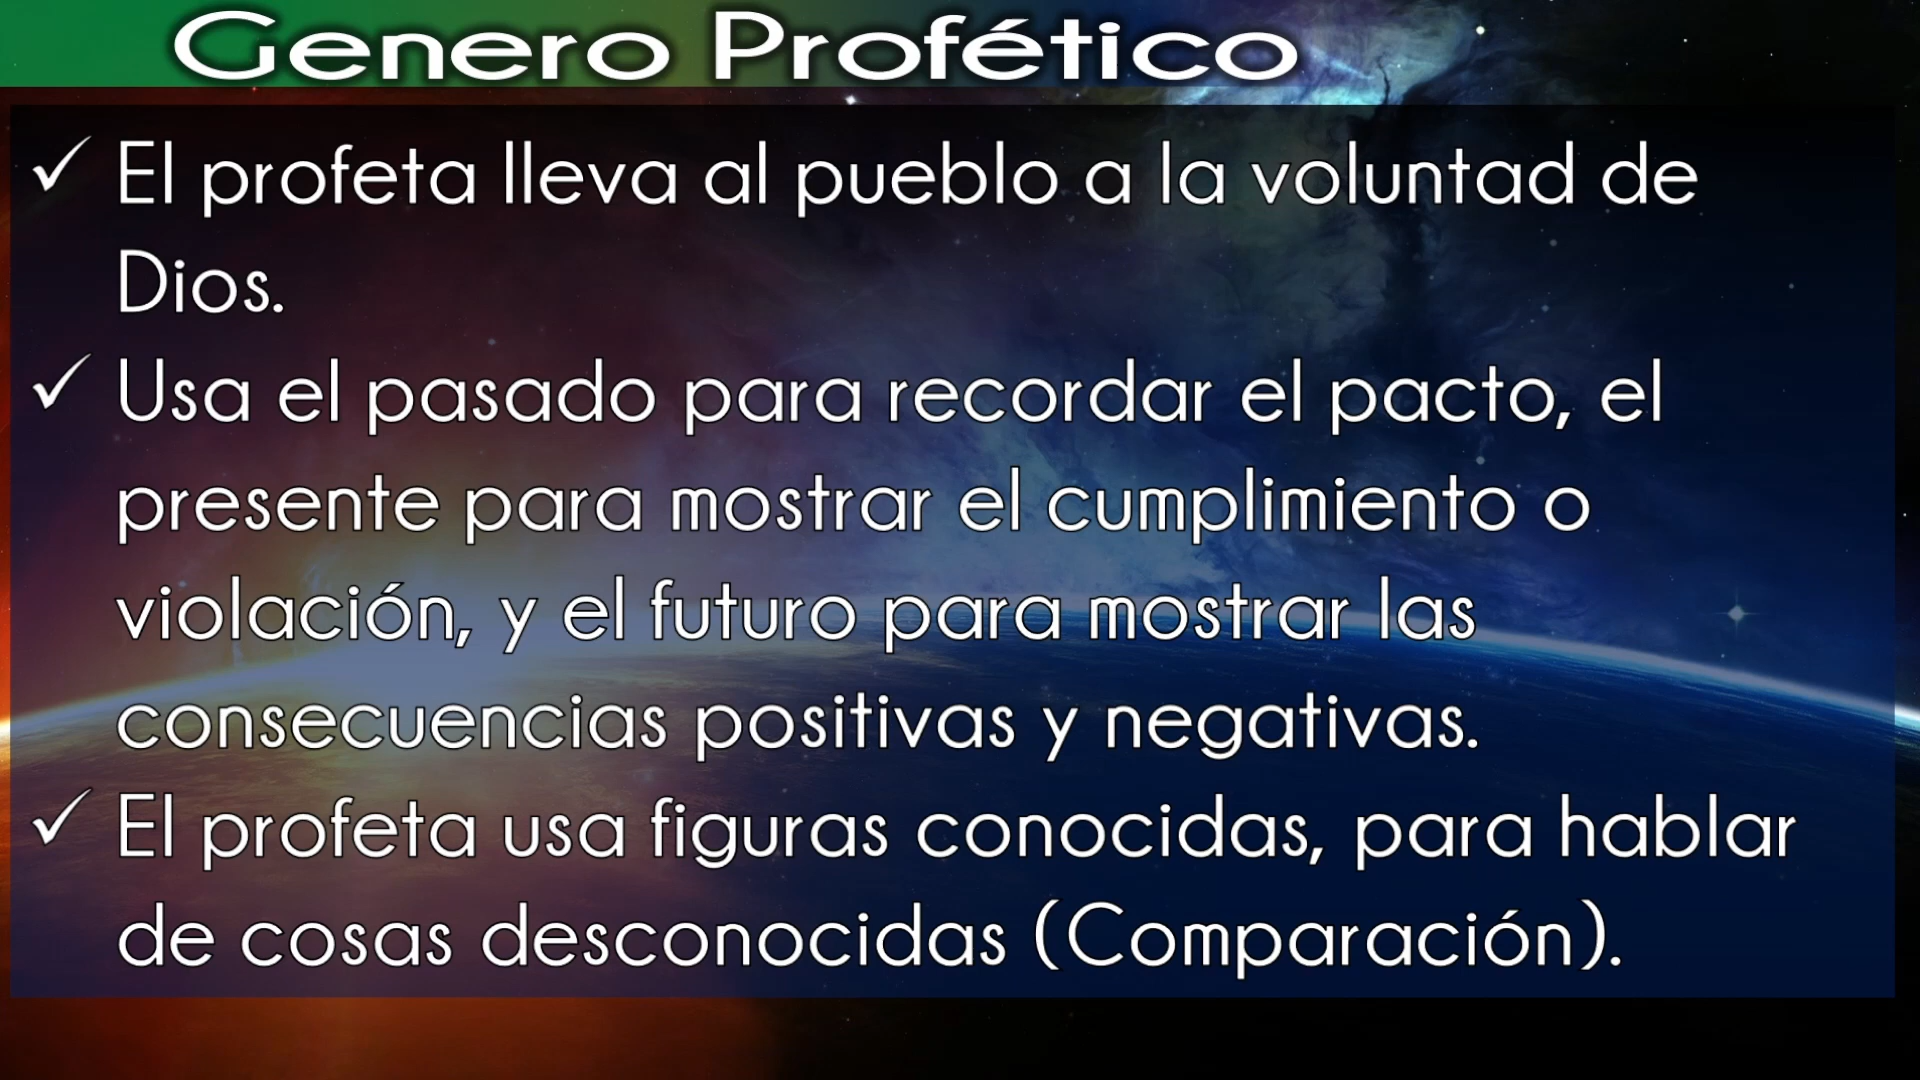 Genero Profético
✓ El profeta lleva al pueblo a la voluntad de
Dios.
✓ Usa el pasado para recordar el pacto, el
presente para mostrar el cumplimiento o
violación, y el futuro para mostrar las
consecuencias positivas y negativas.
✓ El profeta usa figuras conocidas, para hablar
de cosas desconocidas (Comparación).